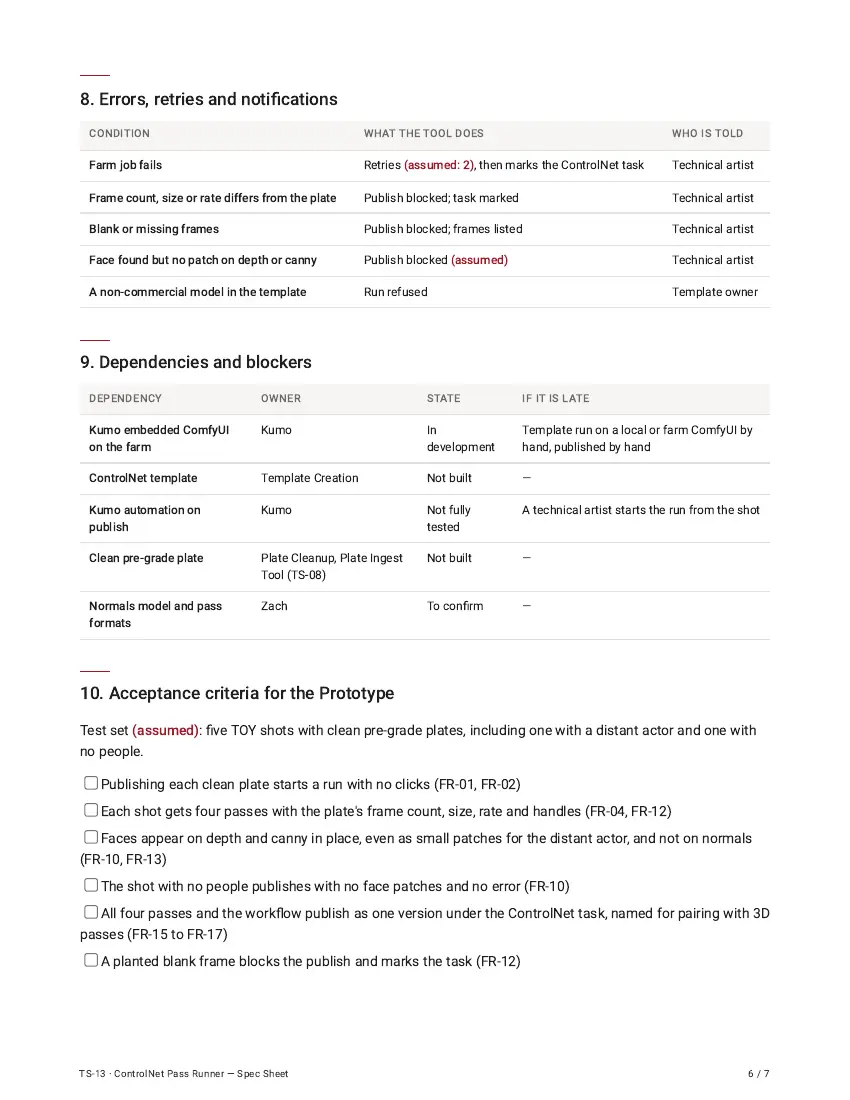 8. Errors, retries and notifications
CONDITION WHAT THE TOOL DOES WHO IS TOLD
Farm job fails Retries (assumed: 2), then marks the ControlNet task Technical artist
Frame count, size or rate differs from the plate Publish blocked; task marked Technical artist
Blank or missing frames Publish blocked; frames listed Technical artist
Face found but no patch on depth or canny Publish blocked (assumed) Technical artist
A non-commercial model in the template Run refused Template owner
9. Dependencies and blockers
DEPENDENCY OWNER STATE IF IT IS LATE
Kumo embedded ComfyUI Kumo In Template run on a local or farm ComfyUI by
on the farm development hand, published by hand
ControlNet template Template Creation Not built —
Kumo automation on Kumo Not fully A technical artist starts the run from the shot
publish tested
Clean pre-grade plate Plate Cleanup, Plate Ingest Not built —
Tool (TS-08)
Normals model and pass Zach To confirm —
formats
10. Acceptance criteria for the Prototype
Test set (assumed): five TOY shots with clean pre-grade plates, including one with a distant actor and one with
no people.
Publishing each clean plate starts a run with no clicks (FR-01, FR-02)
Each shot gets four passes with the plate's frame count, size, rate and handles (FR-04, FR-12)
Faces appear on depth and canny in place, even as small patches for the distant actor, and not on normals
(FR-10, FR-13)
The shot with no people publishes with no face patches and no error (FR-10)
All four passes and the workflow publish as one version under the ControlNet task, named for pairing with 3D
passes (FR-15 to FR-17)
A planted blank frame blocks the publish and marks the task (FR-12)
TS-13 · ControlNet Pass Runner — Spec Sheet 6 / 7